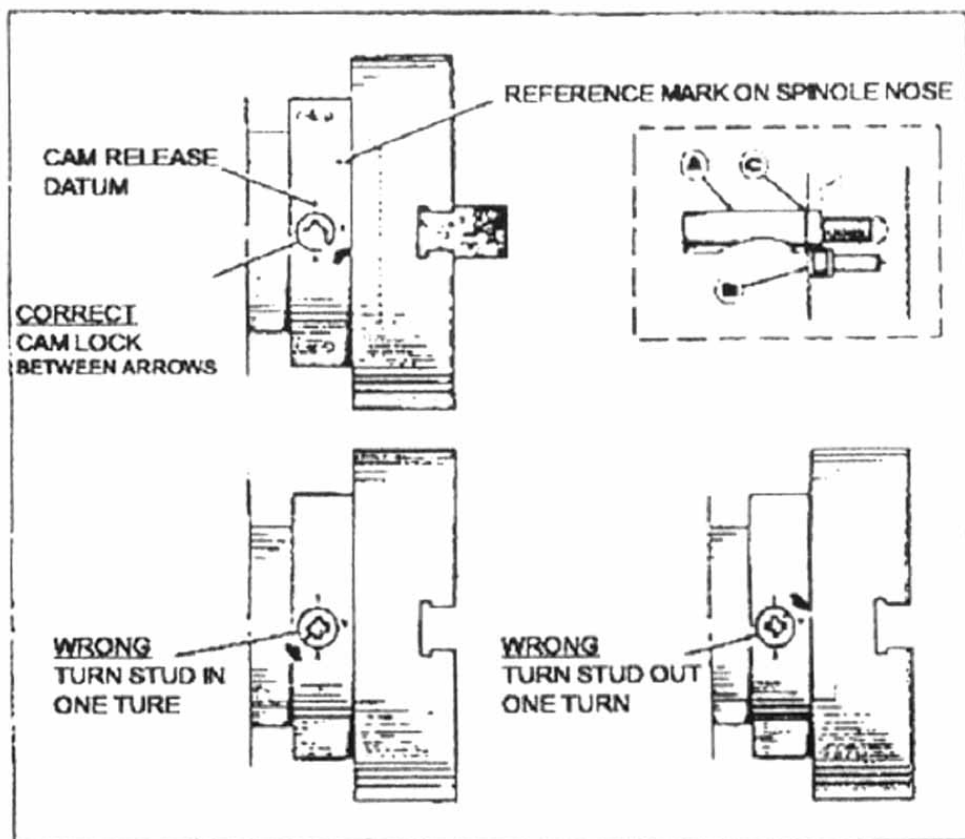 REFERENCE MARK ON SPINOLE NOSE
CAM RELEASE
DATUM
A C
CORRECT
CAM LOCK
BETWEEN ARROWS
WRONG
TURN STUD IN
ONE TURE
WRONG
TURN STUD OUT
ONE TURN